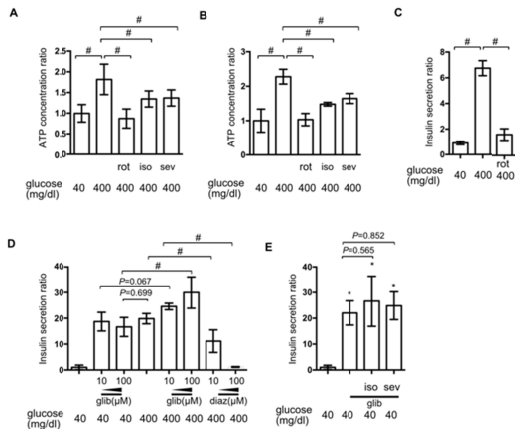 A
#
#
# #
ATP concentration ratio
2.5
2.0
1.5
1.0
0.5
0.0
rot iso sev
glucose
(mg/dl)
40 400 400 400 400
B
#
#
# #
ATP concentration ratio
3
2
1
0
rot iso sev
glucose
(mg/dl)
40 400 400 400 400
C
# #
Insulin secretion ratio
8
6
4
2
0
rot
glucose
(mg/dl)
40 400 400
D
#
#
#
P=0.067
P=0.699
Insulin secretion ratio
40
30
20
10
0
10 100 10 100 10 100
glib(μM) glib(μM) diaz(μM)
glucose
(mg/dl)
40 40 40 400 400 400 400 400
E
P=0.852
P=0.565
* * *
Insulin secretion ratio
40
30
20
10
0
iso sev
glib
glucose
(mg/dl)
40 40 40 40